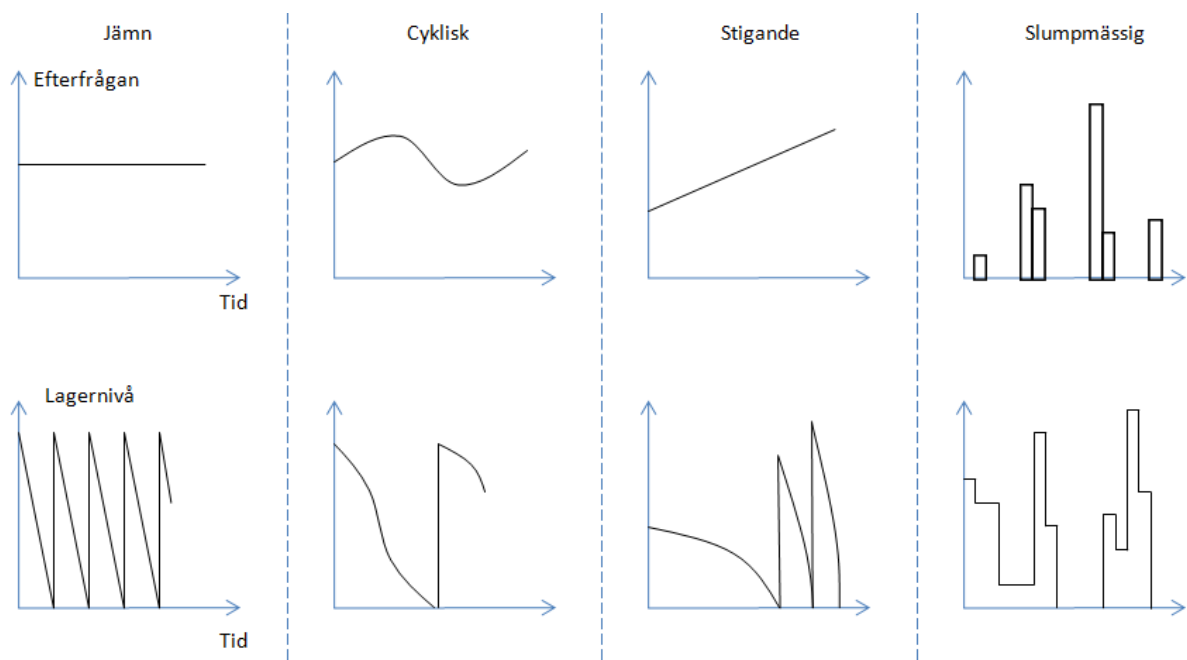 Jämn
Cyklisk
Stigande
Slumpmässig
Efterfrågan
Tid
Lagernivå
Tid